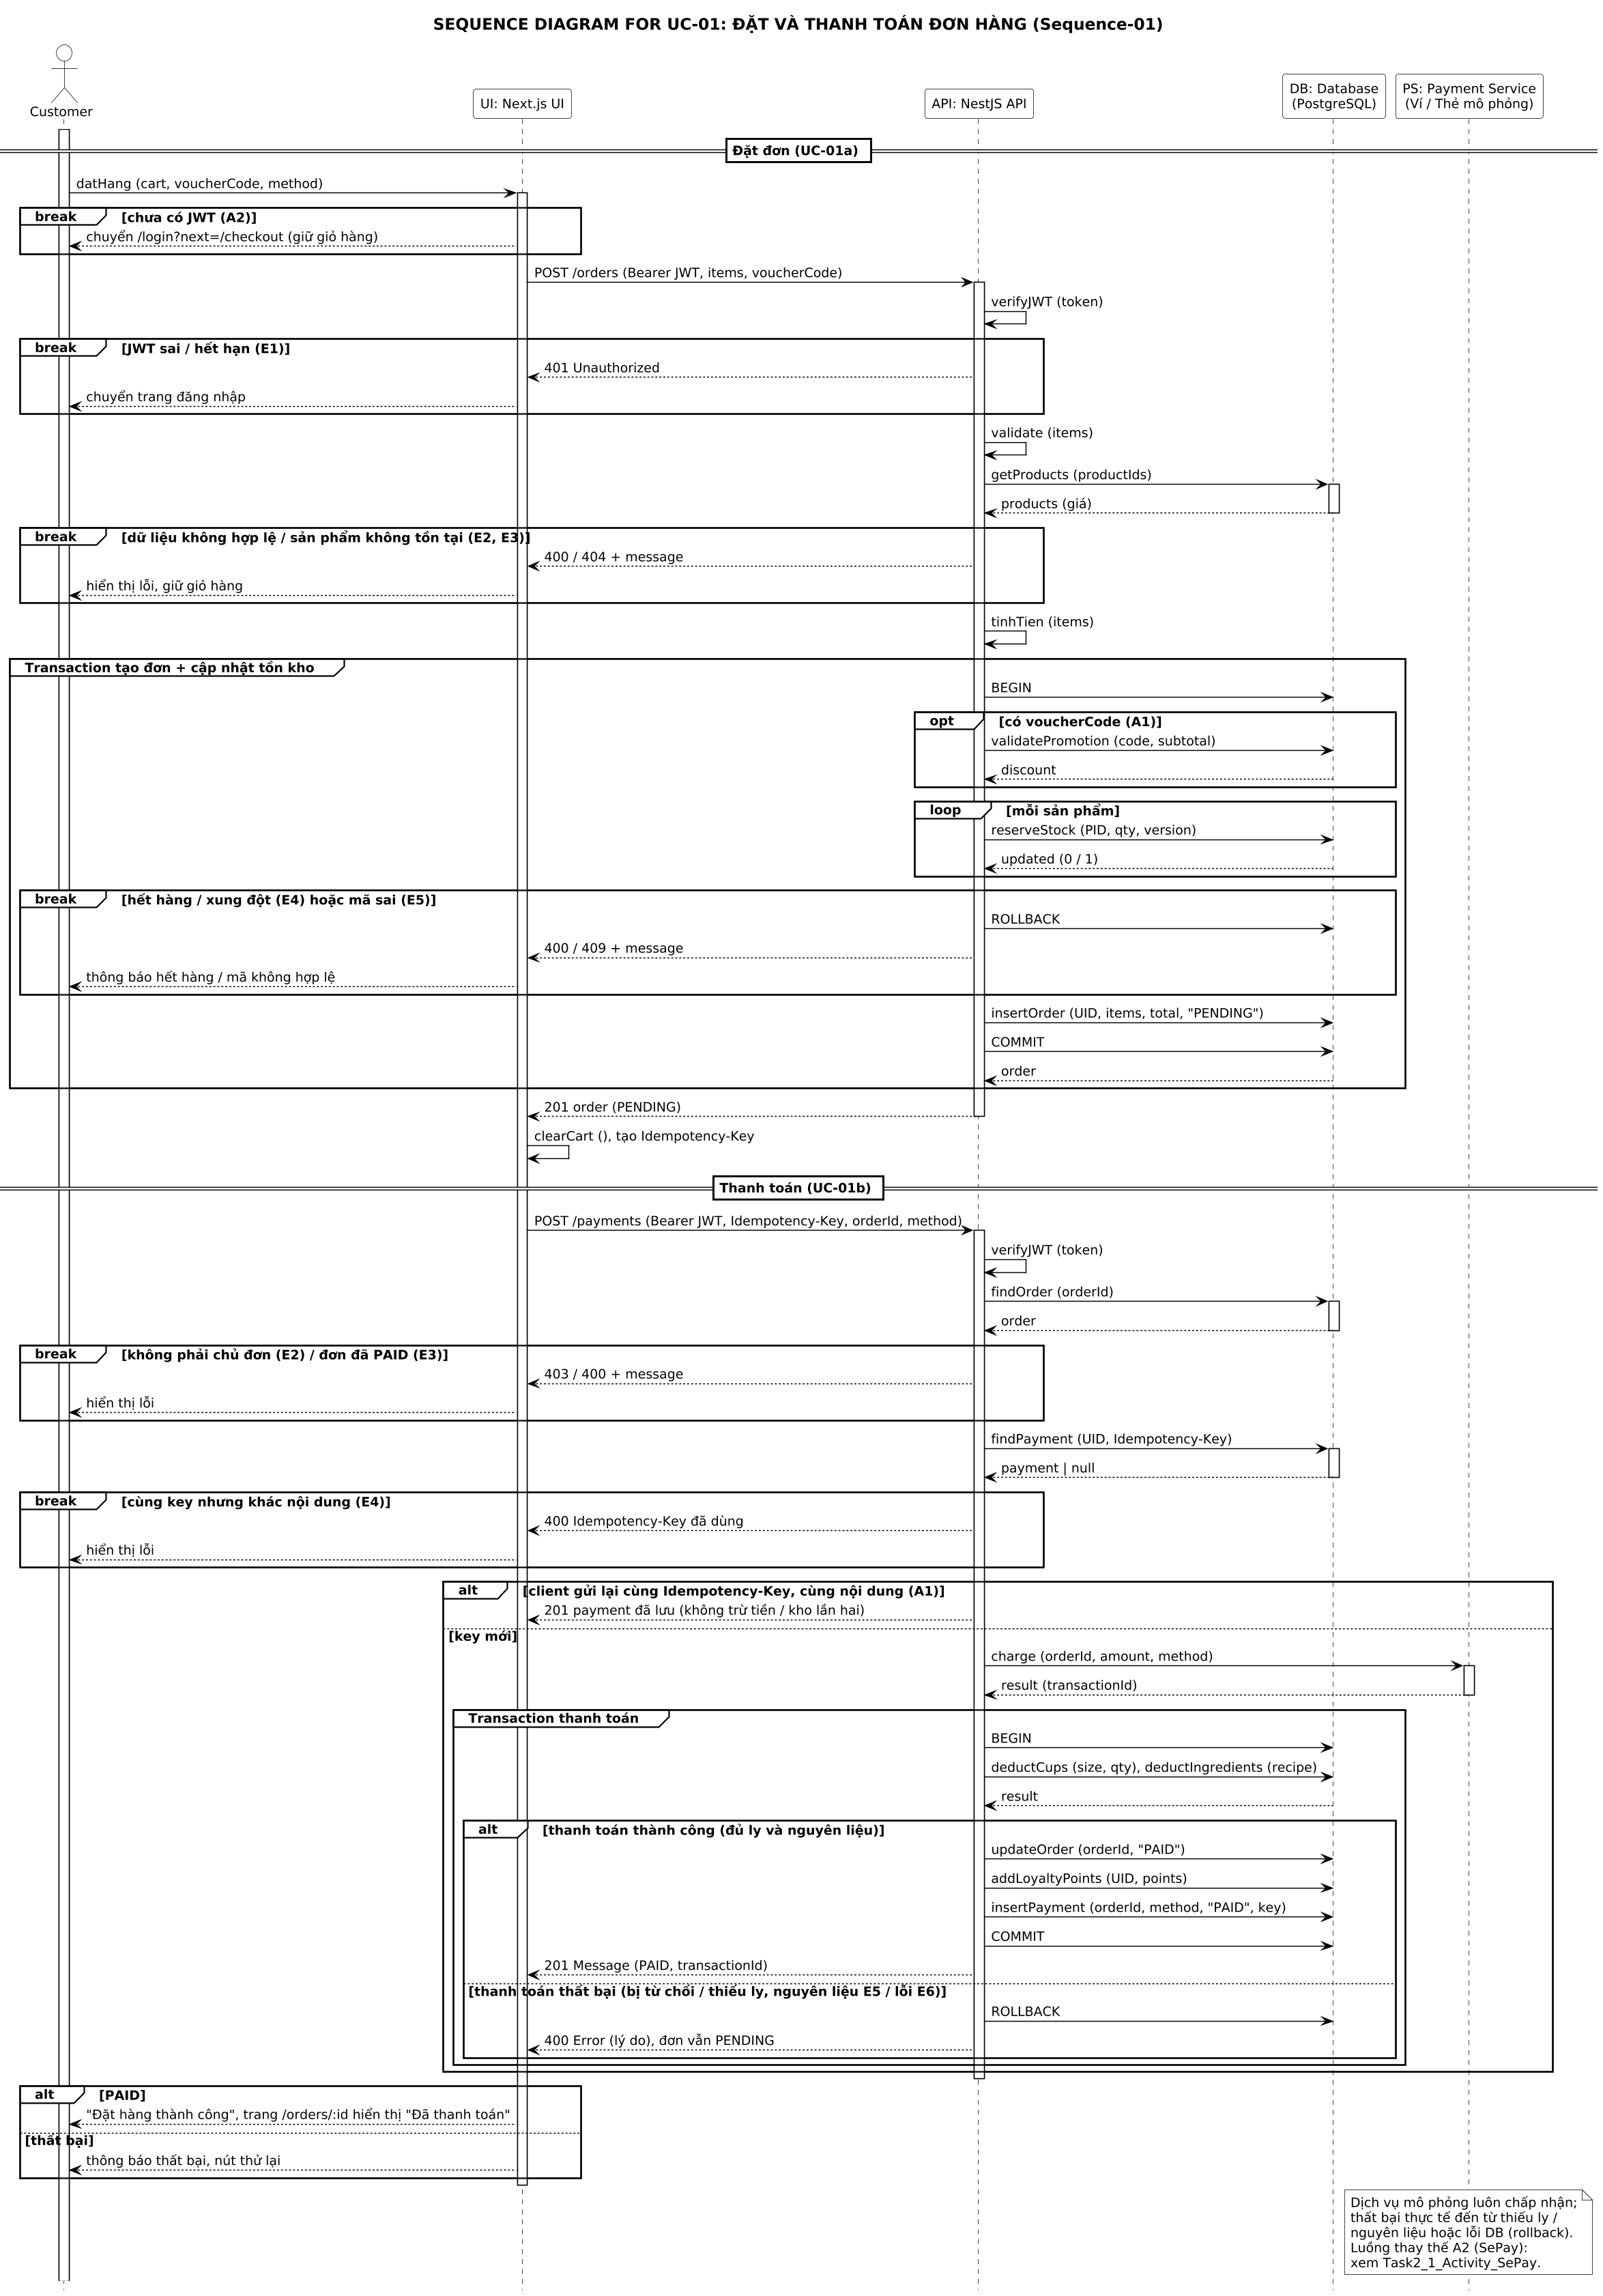 SEQUENCE DIAGRAM FOR UC-01: ĐẶT VÀ THANH TOÁN ĐƠN HÀNG (Sequence-01)
Customer
UI: Next.js UI
API: NestJS API
DB: Database
(PostgreSQL)
PS: Payment Service
(Ví / Thẻ mô phỏng)
Đặt đơn (UC-01a)
datHang (cart, voucherCode, method)
break [chưa có JWT (A2)]
chuyển /login?next=/checkout (giữ giỏ hàng)
POST /orders (Bearer JWT, items, voucherCode)
verifyJWT (token)
break [JWT sai / hết hạn (E1)]
401 Unauthorized
chuyển trang đăng nhập
validate (items)
getProducts (productIds)
products (giá)
break [dữ liệu không hợp lệ / sản phẩm không tồn tại (E2, E3)]
400 / 404 + message
hiển thị lỗi, giữ giỏ hàng
tinhTien (items)
Transaction tạo đơn + cập nhật tồn kho
BEGIN
opt [có voucherCode (A1)]
validatePromotion (code, subtotal)
discount
loop [mỗi sản phẩm]
reserveStock (PID, qty, version)
updated (0 / 1)
break [hết hàng / xung đột (E4) hoặc mã sai (E5)]
ROLLBACK
400 / 409 + message
thông báo hết hàng / mã không hợp lệ
insertOrder (UID, items, total, "PENDING")
COMMIT
order
201 order (PENDING)
clearCart (), tạo Idempotency-Key
Thanh toán (UC-01b)
POST /payments (Bearer JWT, Idempotency-Key, orderId, method)
verifyJWT (token)
findOrder (orderId)
order
break [không phải chủ đơn (E2) / đơn đã PAID (E3)]
403 / 400 + message
hiển thị lỗi
findPayment (UID, Idempotency-Key)
payment | null
break [cùng key nhưng khác nội dung (E4)]
400 Idempotency-Key đã dùng
hiển thị lỗi
alt [client gửi lại cùng Idempotency-Key, cùng nội dung (A1)]
201 payment đã lưu (không trừ tiền / kho lần hai)
[key mới]
charge (orderId, amount, method)
result (transactionId)
Transaction thanh toán
BEGIN
deductCups (size, qty), deductIngredients (recipe)
result
alt [thanh toán thành công (đủ ly và nguyên liệu)]
updateOrder (orderId, "PAID")
addLoyaltyPoints (UID, points)
insertPayment (orderId, method, "PAID", key)
COMMIT
201 Message (PAID, transactionId)
[thanh toán thất bại (bị từ chối / thiếu ly, nguyên liệu E5 / lỗi E6)]
ROLLBACK
400 Error (lý do), đơn vẫn PENDING
alt [PAID]
"Đặt hàng thành công", trang /orders/:id hiển thị "Đã thanh toán"
[thất bại]
thông báo thất bại, nút thử lại
Dịch vụ mô phỏng luôn chấp nhận;
thất bại thực tế đến từ thiếu ly /
nguyên liệu hoặc lỗi DB (rollback).
Luồng thay thế A2 (SePay):
xem Task2_1_Activity_SePay.